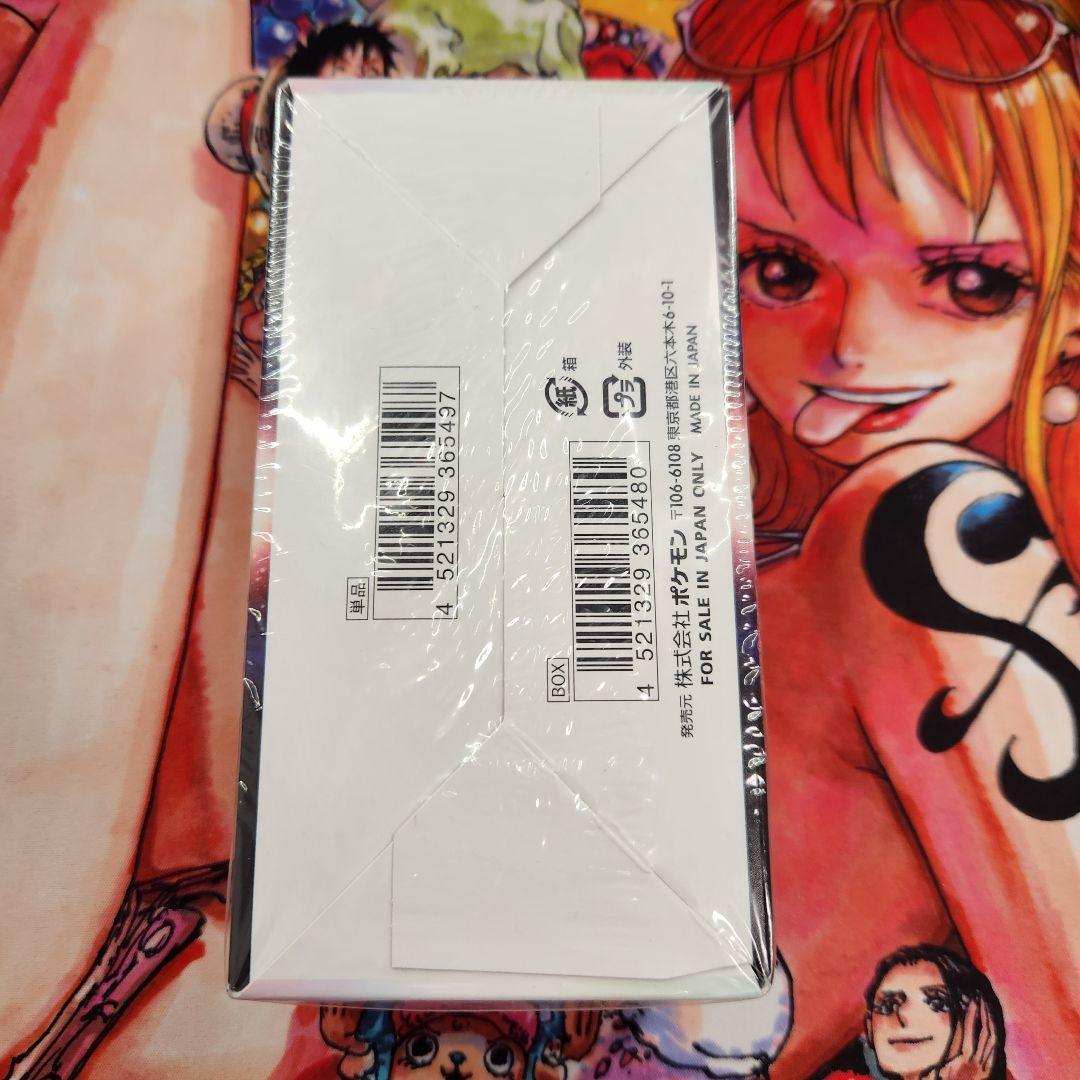 単品
4 521329 365497
BOX
4 521329 365480
紙
箱
プラ
外装
発売元 株式会社ポケモン 〒106-6108 東京都港区六本木6-10-1
FOR SALE IN JAPAN ONLY MADE IN JAPAN
S